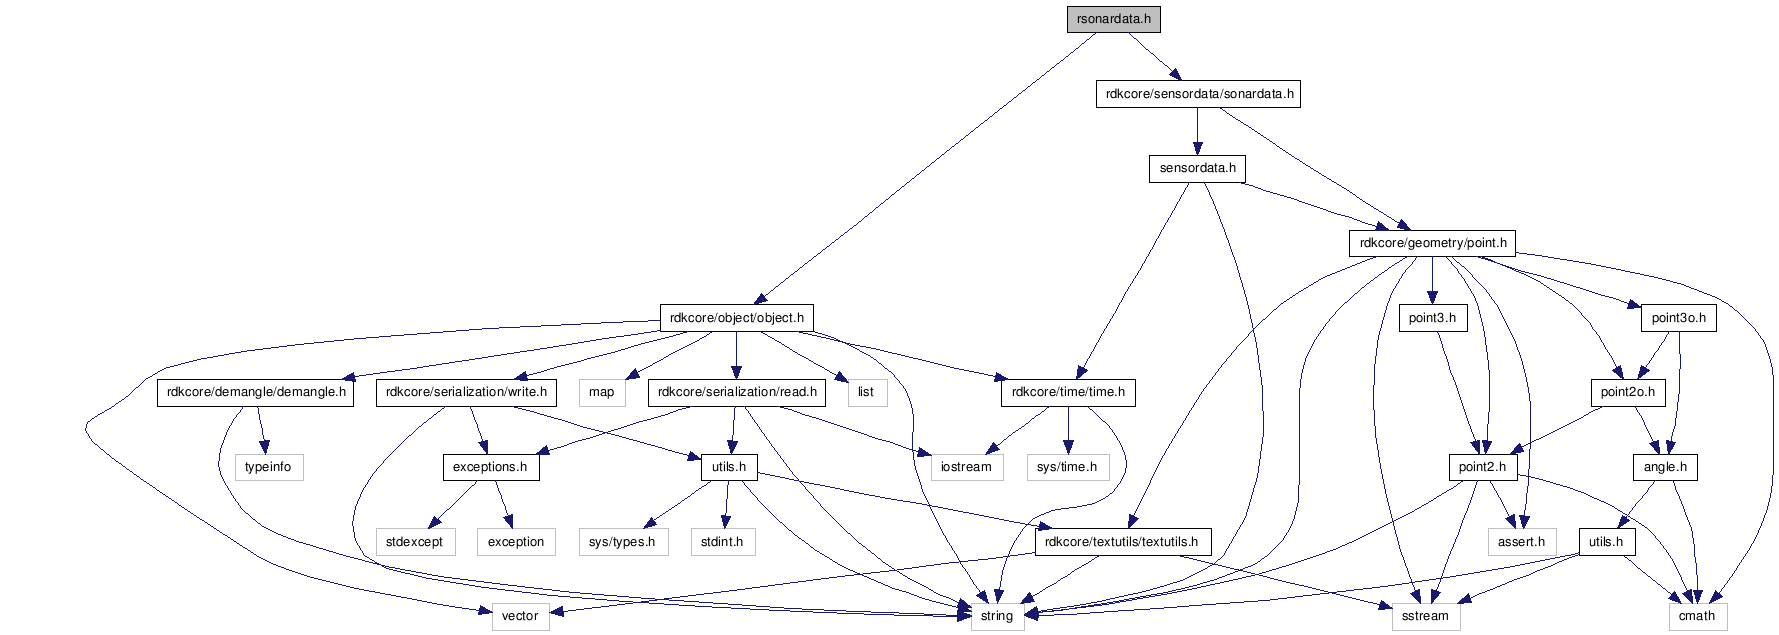 rsonardata.h
rdkcore/sensordata/sonardata.h
sensordata.h
rdkcore/geometry/point.h
rdkcore/object/object.h
point3.h
point3o.h
rdkcore/demangle/demangle.h
rdkcore/serialization/write.h
map
rdkcore/serialization/read.h
list
rdkcore/time/time.h
point2o.h
typeinfo
exceptions.h
utils.h
iostream
sys/time.h
point2.h
angle.h
stdexcept
exception
sys/types.h
stdint.h
rdkcore/textutils/textutils.h
assert.h
utils.h
vector
string
sstream
cmath